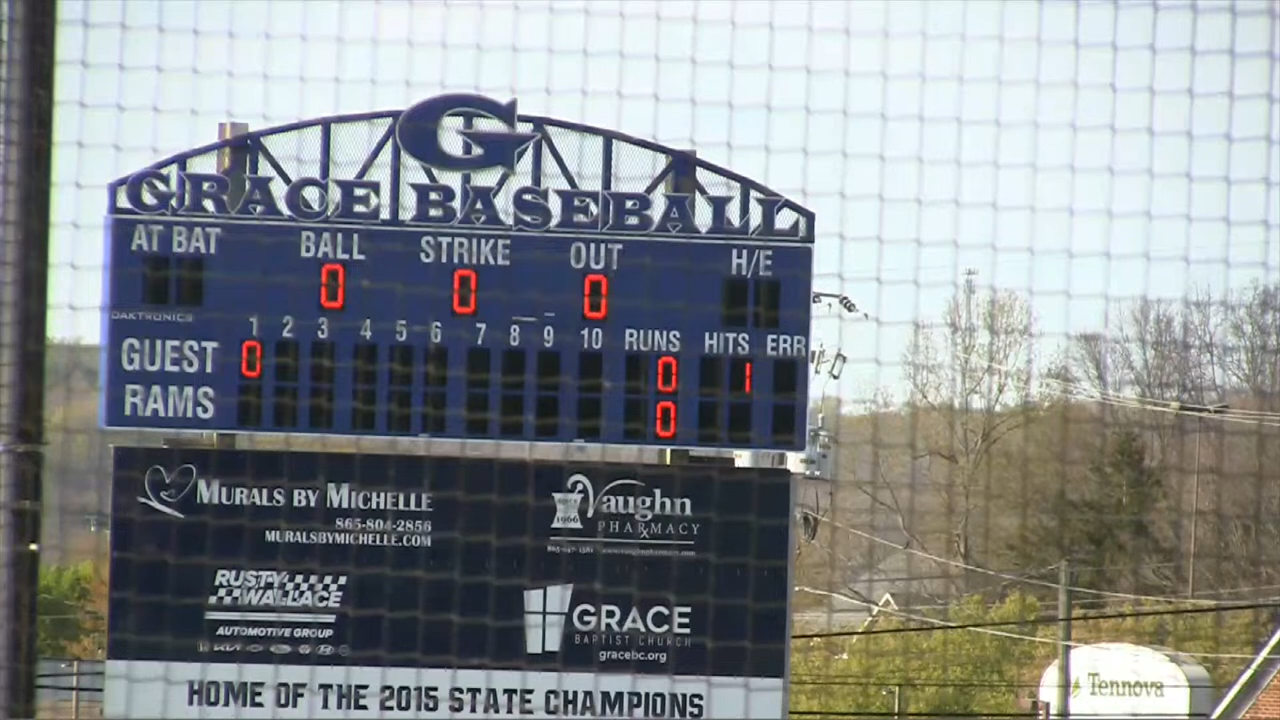 G
GRACE BASEBALL
AT BAT BALL STRIKE OUT H/E
0 0 0
DAKTRONICS
1 2 3 4 5 6 7 8 9 10 RUNS HITS ERR
GUEST 0 0 1
RAMS 0
MURALS BY MICHELLE
865-804-2856
MURALSBYMICHELLE.COM
Vaughn
PHARMACY
1966
RUSTY
WALLACE
AUTOMOTIVE GROUP
KIA
GRACE
BAPTIST CHURCH
gracebc.org
HOME OF THE 2015 STATE CHAMPIONS
Tennova